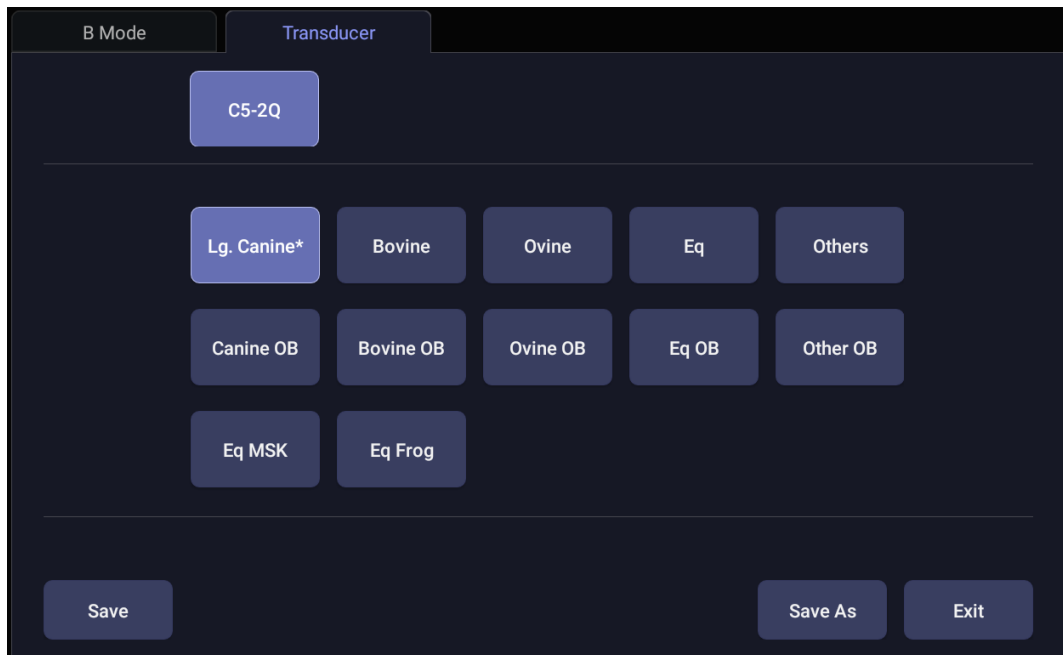 B Mode Transducer
C5-2Q
Lg. Canine* Bovine Ovine Eq Others
Canine OB Bovine OB Ovine OB Eq OB Other OB
Eq MSK Eq Frog
Save Save As Exit